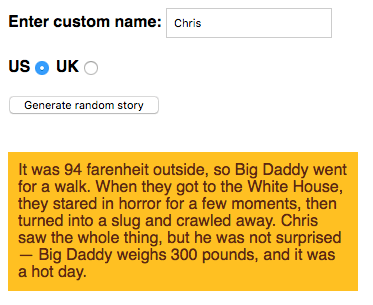 Enter custom name: Chris
US UK
Generate random story
It was 94 farenheit outside, so Big Daddy went
for a walk. When they got to the White House,
they stared in horror for a few moments, then
turned into a slug and crawled away. Chris
saw the whole thing, but he was not surprised
— Big Daddy weighs 300 pounds, and it was
a hot day.